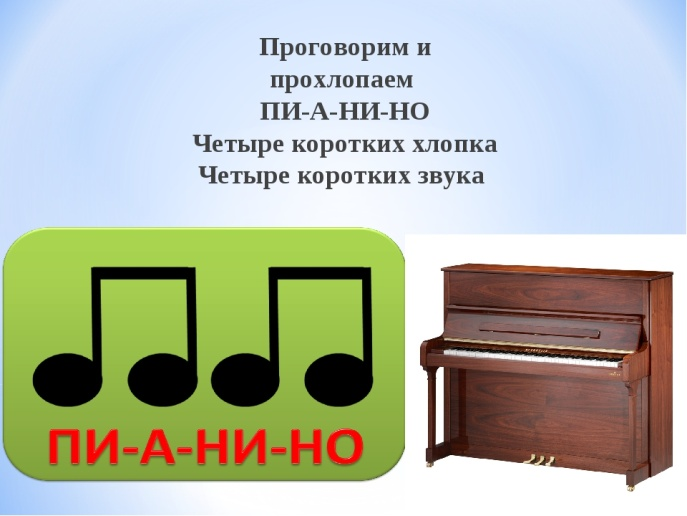 Проговорим и
прохлопаем
ПИ-А-НИ-НО
Четыре коротких хлопка
Четыре коротких звука
ПИ-А-НИ-НО